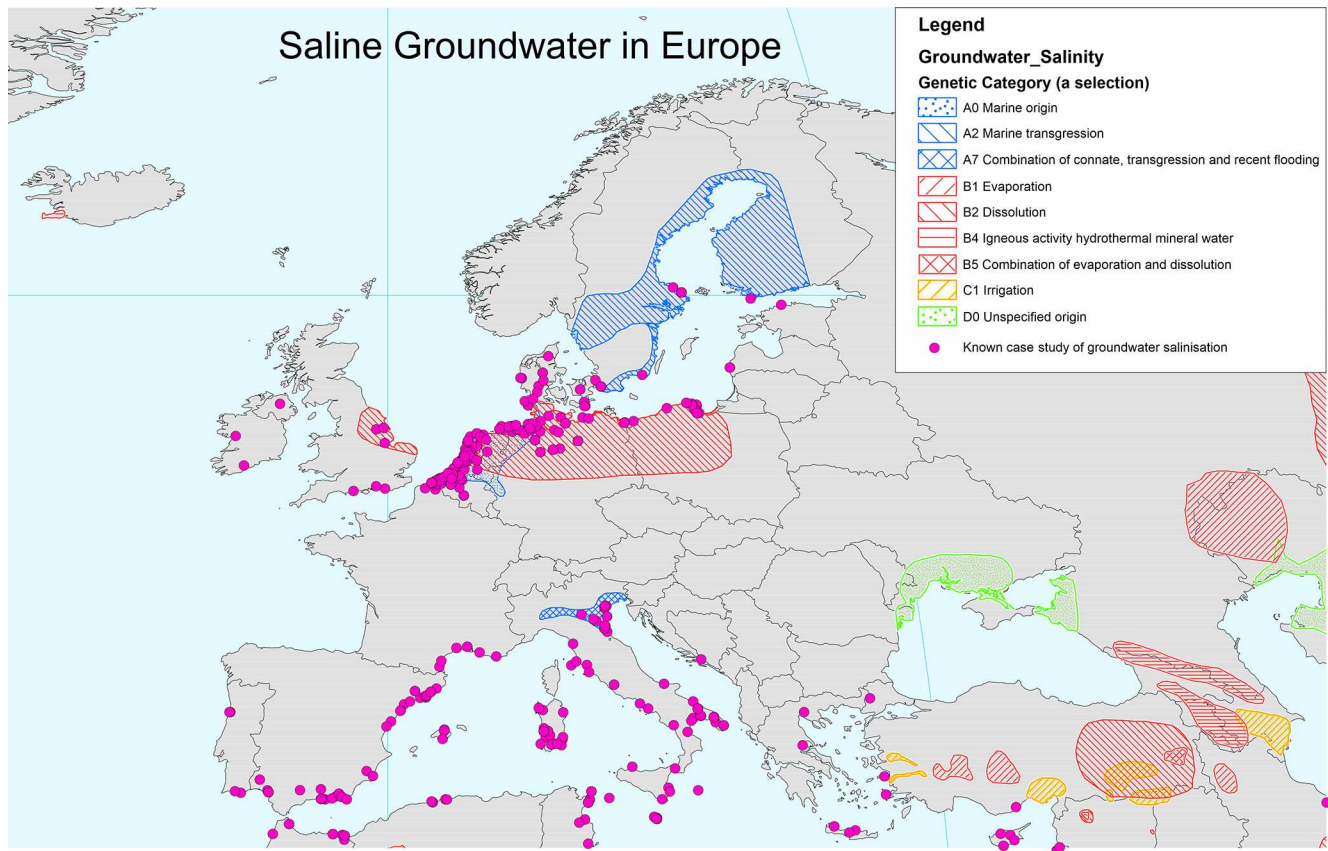 Saline Groundwater in Europe
Legend
Groundwater_Salinity
Genetic Category (a selection)
A0 Marine origin
A2 Marine transgression
A7 Combination of connate, transgression and recent flooding
B1 Evaporation
B2 Dissolution
B4 Igneous activity hydrothermal mineral water
B5 Combination of evaporation and dissolution
C1 Irrigation
D0 Unspecified origin
Known case study of groundwater salinisation